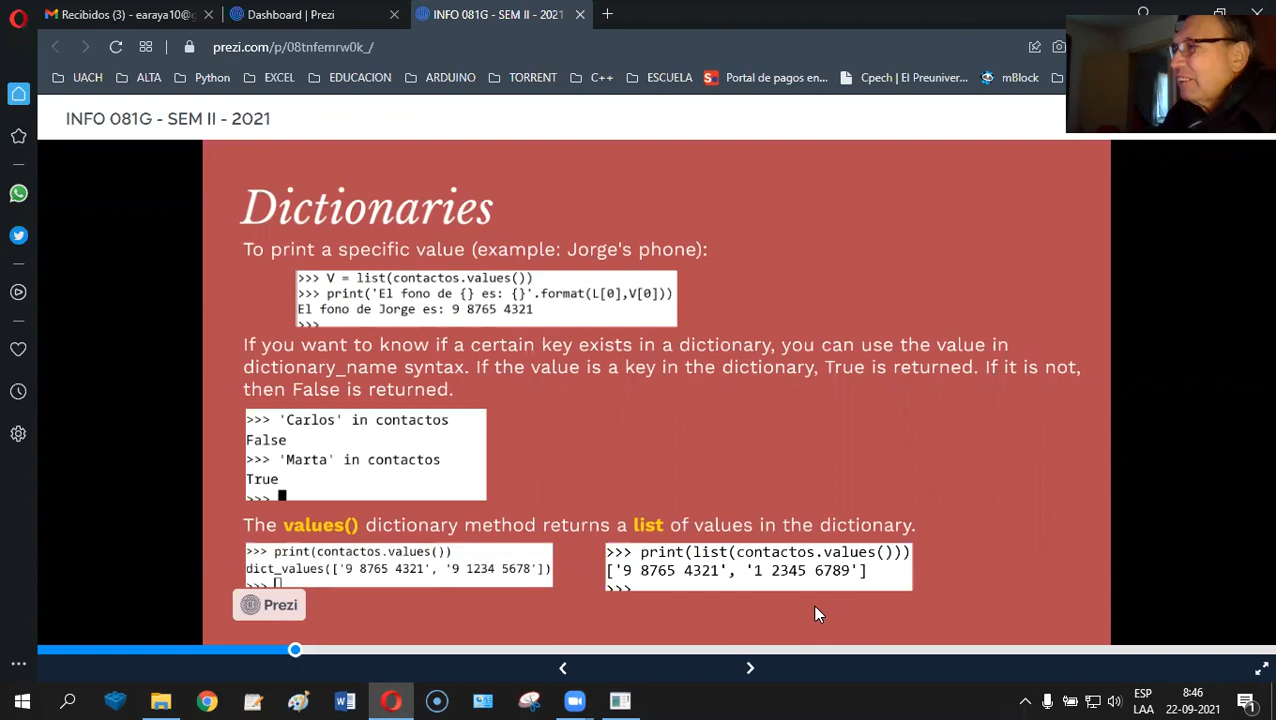 Recibidos (3) - earaya10@g
Dashboard | Prezi
INFO 081G - SEM II - 2021
prezi.com/p/08tnfemrw0k_/
UACH
ALTA
Python
EXCEL
EDUCACION
ARDUINO
TORRENT
C++
ESCUELA
Portal de pagos en...
Cpech | El Preuniver...
mBlock
INFO 081G - SEM II - 2021
Dictionaries
To print a specific value (example: Jorge's phone):
>>> V = list(contactos.values())
>>> print('El fono de {} es: {}'.format(L[0],V[0]))
El fono de Jorge es: 9 8765 4321
>>>
If you want to know if a certain key exists in a dictionary, you can use the value in
dictionary_name syntax. If the value is a key in the dictionary, True is returned. If it is not,
then False is returned.
>>> 'Carlos' in contactos
False
>>> 'Marta' in contactos
True
>>>
The values() dictionary method returns a list of values in the dictionary.
>>> print(contactos.values())
dict_values(['9 8765 4321', '9 1234 5678'])
>>>
>>> print(list(contactos.values()))
['9 8765 4321', '1 2345 6789']
>>>
Prezi
ESP
LAA
8:46
22-09-2021
1